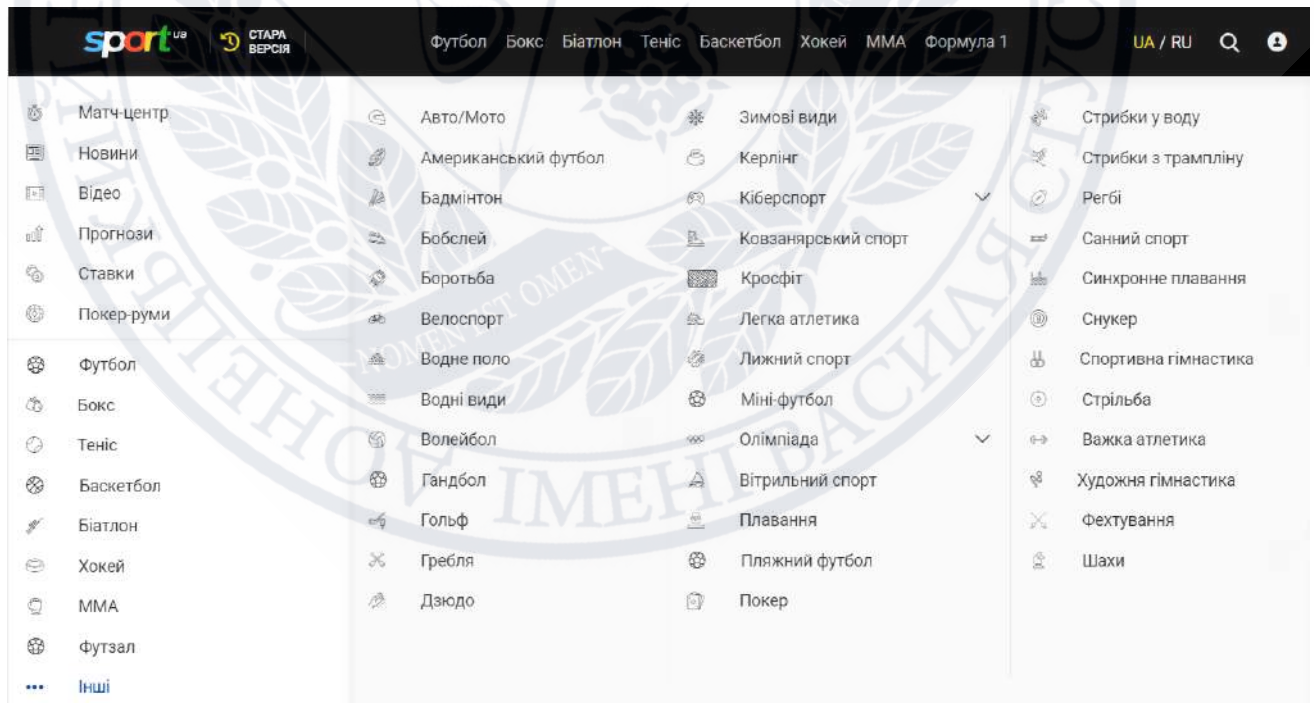 sport ua
СТАРА ВЕРСІЯ
Футбол Бокс Біатлон Теніс Баскетбол Хокей ММА Формула 1
UA / RU
Матч-центр
Новини
Відео
Прогнози
Ставки
Покер-руми
Футбол
Бокс
Теніс
Баскетбол
Біатлон
Хокей
ММА
Футзал
Інші
Авто/Мото
Американський футбол
Бадмінтон
Бобслей
Боротьба
Велоспорт
Водне поло
Водні види
Волейбол
Гандбол
Гольф
Гребля
Дзюдо
Зимові види
Керлінг
Кіберспорт
Ковзанярський спорт
Кросфіт
Легка атлетика
Лижний спорт
Міні-футбол
Олімпіада
Вітрильний спорт
Плавання
Пляжний футбол
Покер
Стрибки у воду
Стрибки з трампліну
Регбі
Санний спорт
Синхронне плавання
Снукер
Спортивна гімнастика
Стрільба
Важка атлетика
Художня гімнастика
Фехтування
Шахи
OMEN
IMEHI